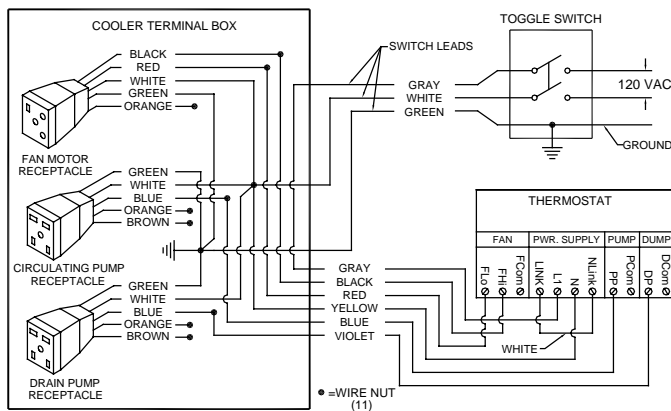 COOLER TERMINAL BOX
BLACK
RED
WHITE
GREEN
ORANGE
FAN MOTOR
RECEPTACLE
GREEN
WHITE
BLUE
ORANGE
BROWN
CIRCULATING PUMP
RECEPTACLE
GREEN
WHITE
BLUE
ORANGE
BROWN
DRAIN PUMP
RECEPTACLE
TOGGLE SWITCH
SWITCH LEADS
GRAY
WHITE
GREEN
120 VAC
GROUND
THERMOSTAT
FAN PWR. SUPPLY PUMP DUMP
FLo FHi FCom LINK L1 N NLink PP PCom DP DCom
GRAY
BLACK
RED
YELLOW
BLUE
VIOLET
WHITE
=WIRE NUT
(11)